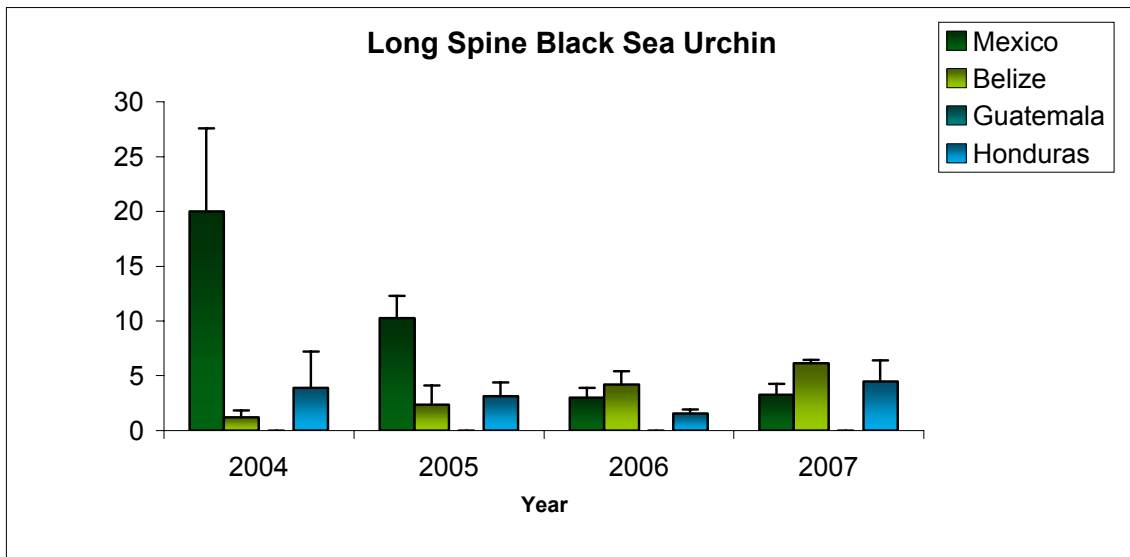 Long Spine Black Sea Urchin
Mexico
Belize
Guatemala
Honduras
30
25
20
15
10
5
0
2004 2005 2006 2007
Year